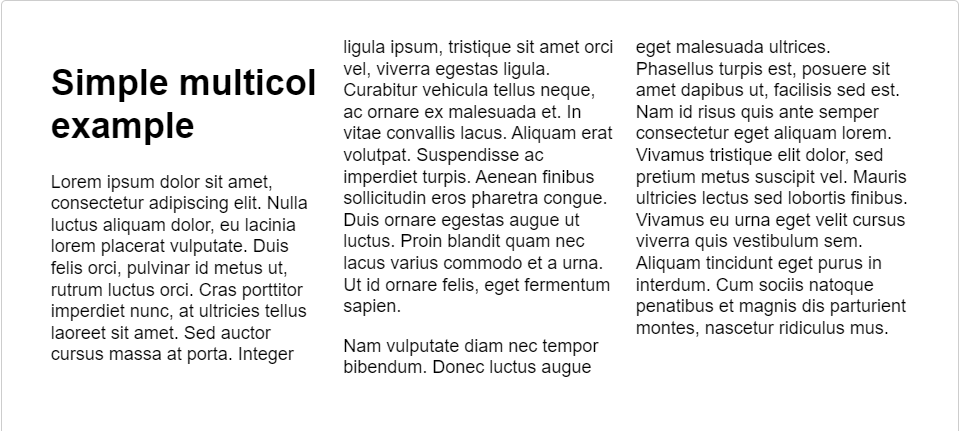 Simple multicol
example
Lorem ipsum dolor sit amet,
consectetur adipiscing elit. Nulla
luctus aliquam dolor, eu lacinia
lorem placerat vulputate. Duis
felis orci, pulvinar id metus ut,
rutrum luctus orci. Cras porttitor
imperdiet nunc, at ultricies tellus
laoreet sit amet. Sed auctor
cursus massa at porta. Integer
ligula ipsum, tristique sit amet orci
vel, viverra egestas ligula.
Curabitur vehicula tellus neque,
ac ornare ex malesuada et. In
vitae convallis lacus. Aliquam erat
volutpat. Suspendisse ac
imperdiet turpis. Aenean finibus
sollicitudin eros pharetra congue.
Duis ornare egestas augue ut
luctus. Proin blandit quam nec
lacus varius commodo et a urna.
Ut id ornare felis, eget fermentum
sapien.
Nam vulputate diam nec tempor
bibendum. Donec luctus augue
eget malesuada ultrices.
Phasellus turpis est, posuere sit
amet dapibus ut, facilisis sed est.
Nam id risus quis ante semper
consectetur eget aliquam lorem.
Vivamus tristique elit dolor, sed
pretium metus suscipit vel. Mauris
ultricies lectus sed lobortis finibus.
Vivamus eu urna eget velit cursus
viverra quis vestibulum sem.
Aliquam tincidunt eget purus in
interdum. Cum sociis natoque
penatibus et magnis dis parturient
montes, nascetur ridiculus mus.